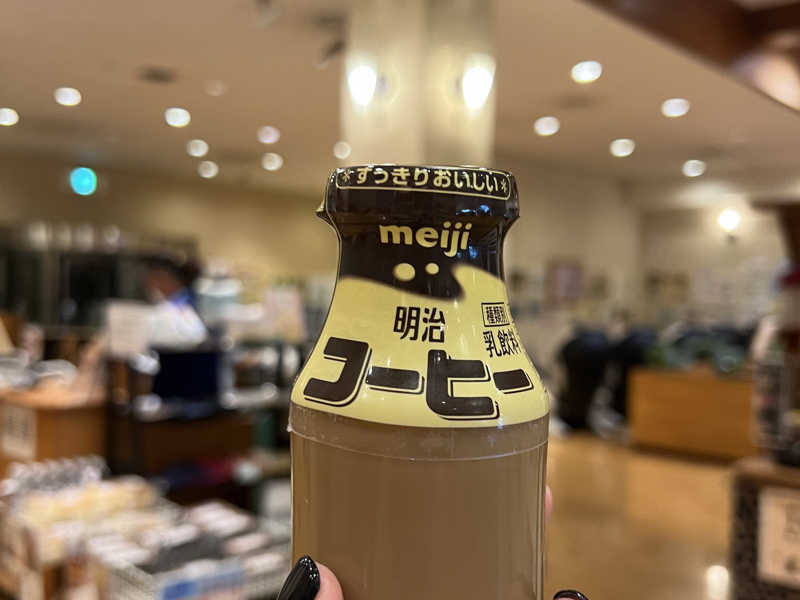 *すっきりおいしい*
meiji
明治
種類別
乳飲料
コーヒー